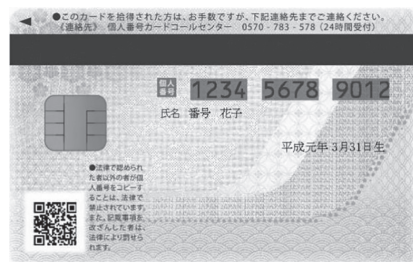 ●このカードを拾得された方は、お手数ですが、下記連絡先までご連絡ください。
《連絡先》 個人番号カードコールセンター 0570-783-578（24時間受付）
個人
番号 1234 5678 9012
氏名 番号 花子
平成元年 3月31日生
●法律で認められ
た者以外の者が個
人番号をコピーす
ることは、法律で
禁止されています。
また、記載事項を
改ざんした者は、
法律により罰せら
れます。